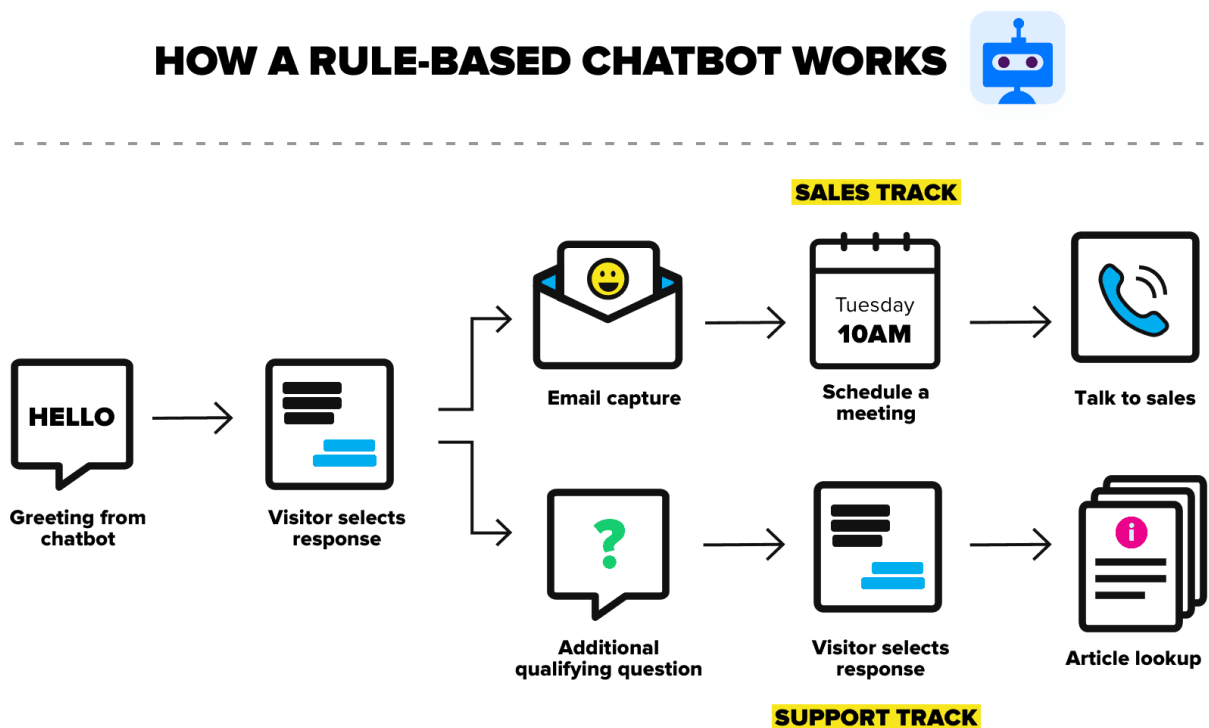 HOW A RULE-BASED CHATBOT WORKS
SALES TRACK
Tuesday
10AM
HELLO
Email capture
Schedule a
meeting
Talk to sales
Greeting from
chatbot
Visitor selects
response
?
i
Additional
qualifying question
Visitor selects
response
Article lookup
SUPPORT TRACK